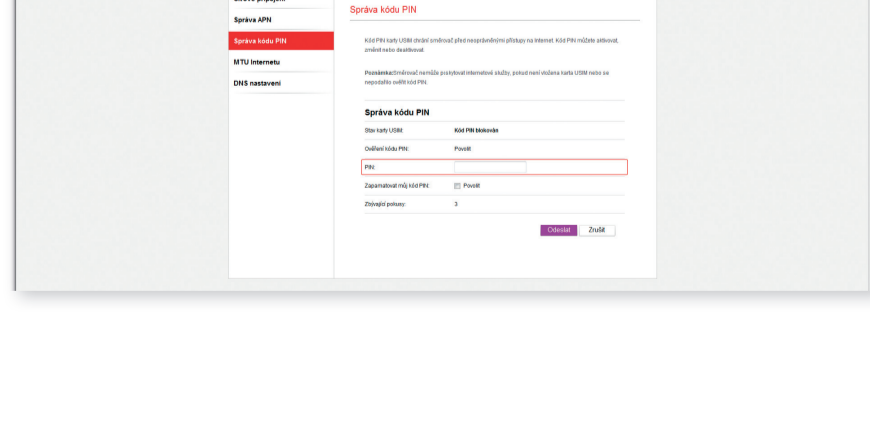 Správa kódu PIN
Správa APN
Správa kódu PIN
MTU Internetu
DNS nastavení
Kód PIN karty USIM chrání směrovač před neoprávněnými přístupy na Internet. Kód PIN můžete aktivovat,
změnit nebo deaktivovat
Poznámka:Směrovač nemůže poskytovat internetové služby, pokud není vložena karta USIM nebo se
nepodařilo ověřit kód PIN.
Správa kódu PIN
Stav karty USIM: Kód PIN blokován
Ověření kódu PIN: Povolit
PIN:
Zapamatovat můj kód PIN: Povolit
Zbývající pokusy: 3
Odeslat Zrušit